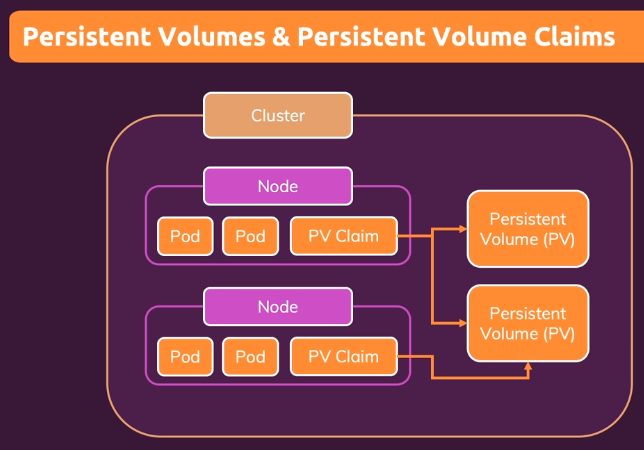 Persistent Volumes & Persistent Volume Claims
Cluster
Node
Pod
Pod
PV Claim
Persistent
Volume (PV)
Persistent
Volume (PV)
Node
Pod
Pod
PV Claim